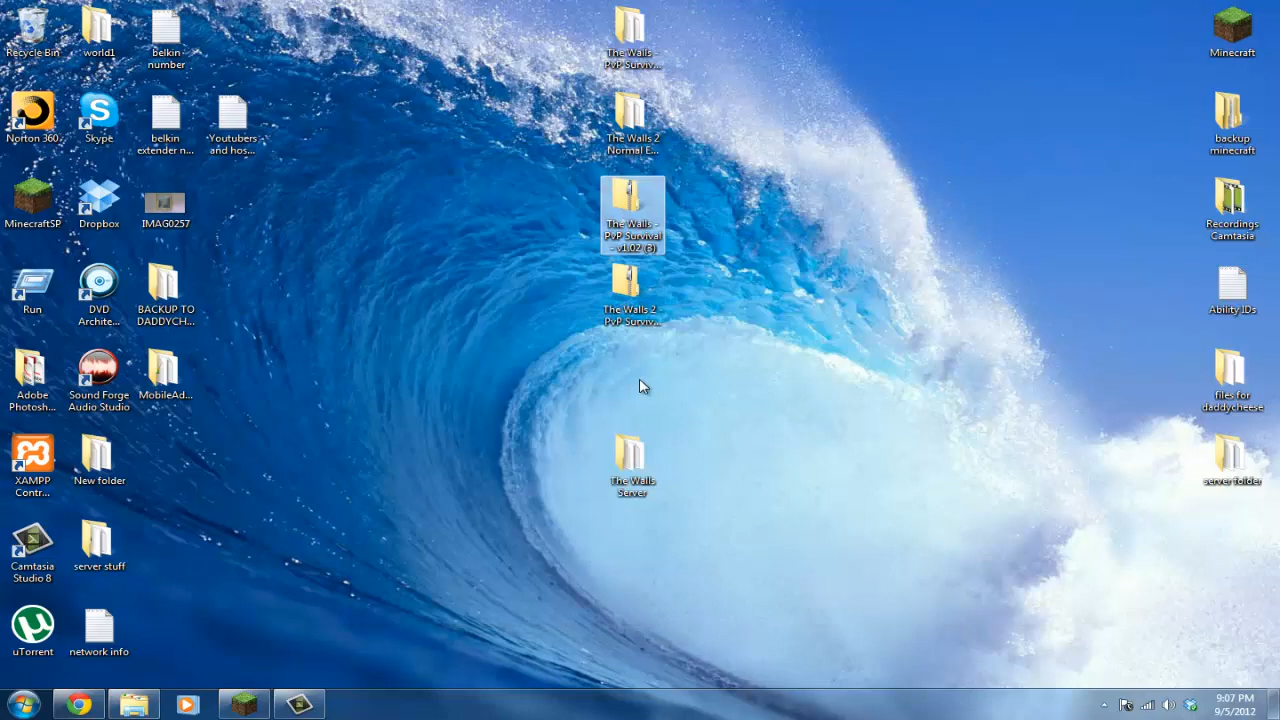 Recycle Bin
world1
belkin
number
Norton 360
Skype
belkin
extender n...
Youtubers
and hos...
MinecraftSP
Dropbox
IMAG0257
Run
DVD
Archite...
BACKUP TO
DADDYCH...
Adobe
Photosh...
Sound Forge
Audio Studio
MobileAd...
XAMPP
Contr...
New folder
Camtasia
Studio 8
server stuff
uTorrent
network info
The Walls -
PvP Surviv...
The Walls 2
Normal E...
The Walls -
PvP Survival
- v1.02 (3)
The Walls 2 -
PvP Surviv...
The Walls
Server
Minecraft
backup
minecraft
Recordings
Camtasia
Ability IDs
files for
daddycheese
server folder
9:07 PM
9/5/2012